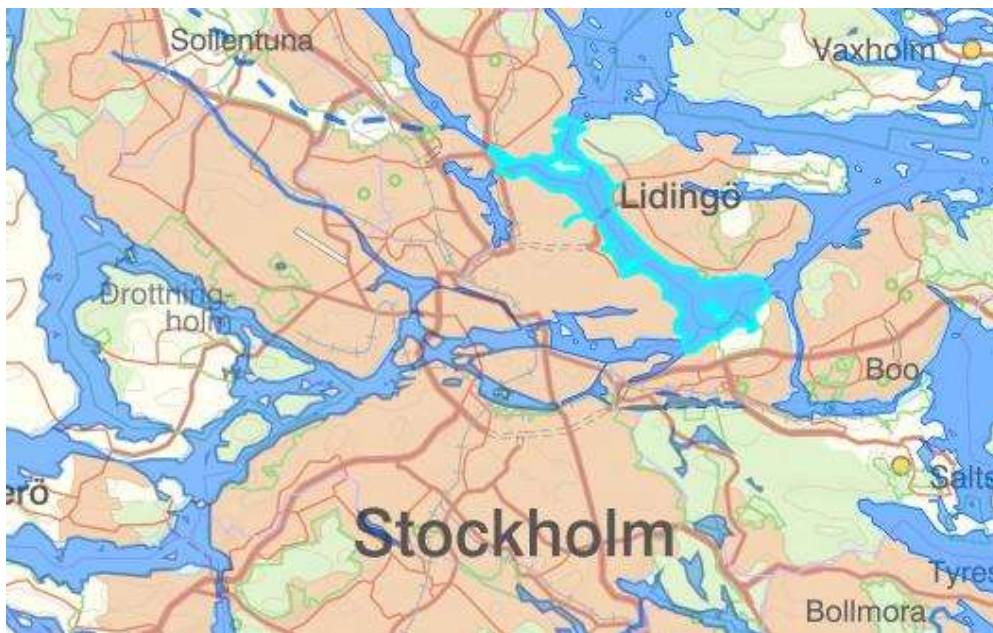 Sollentuna
Vaxholm
Lidingö
Drottning-
holm
Boo
erö
Salts
Stockholm
Tyres
Bollmora